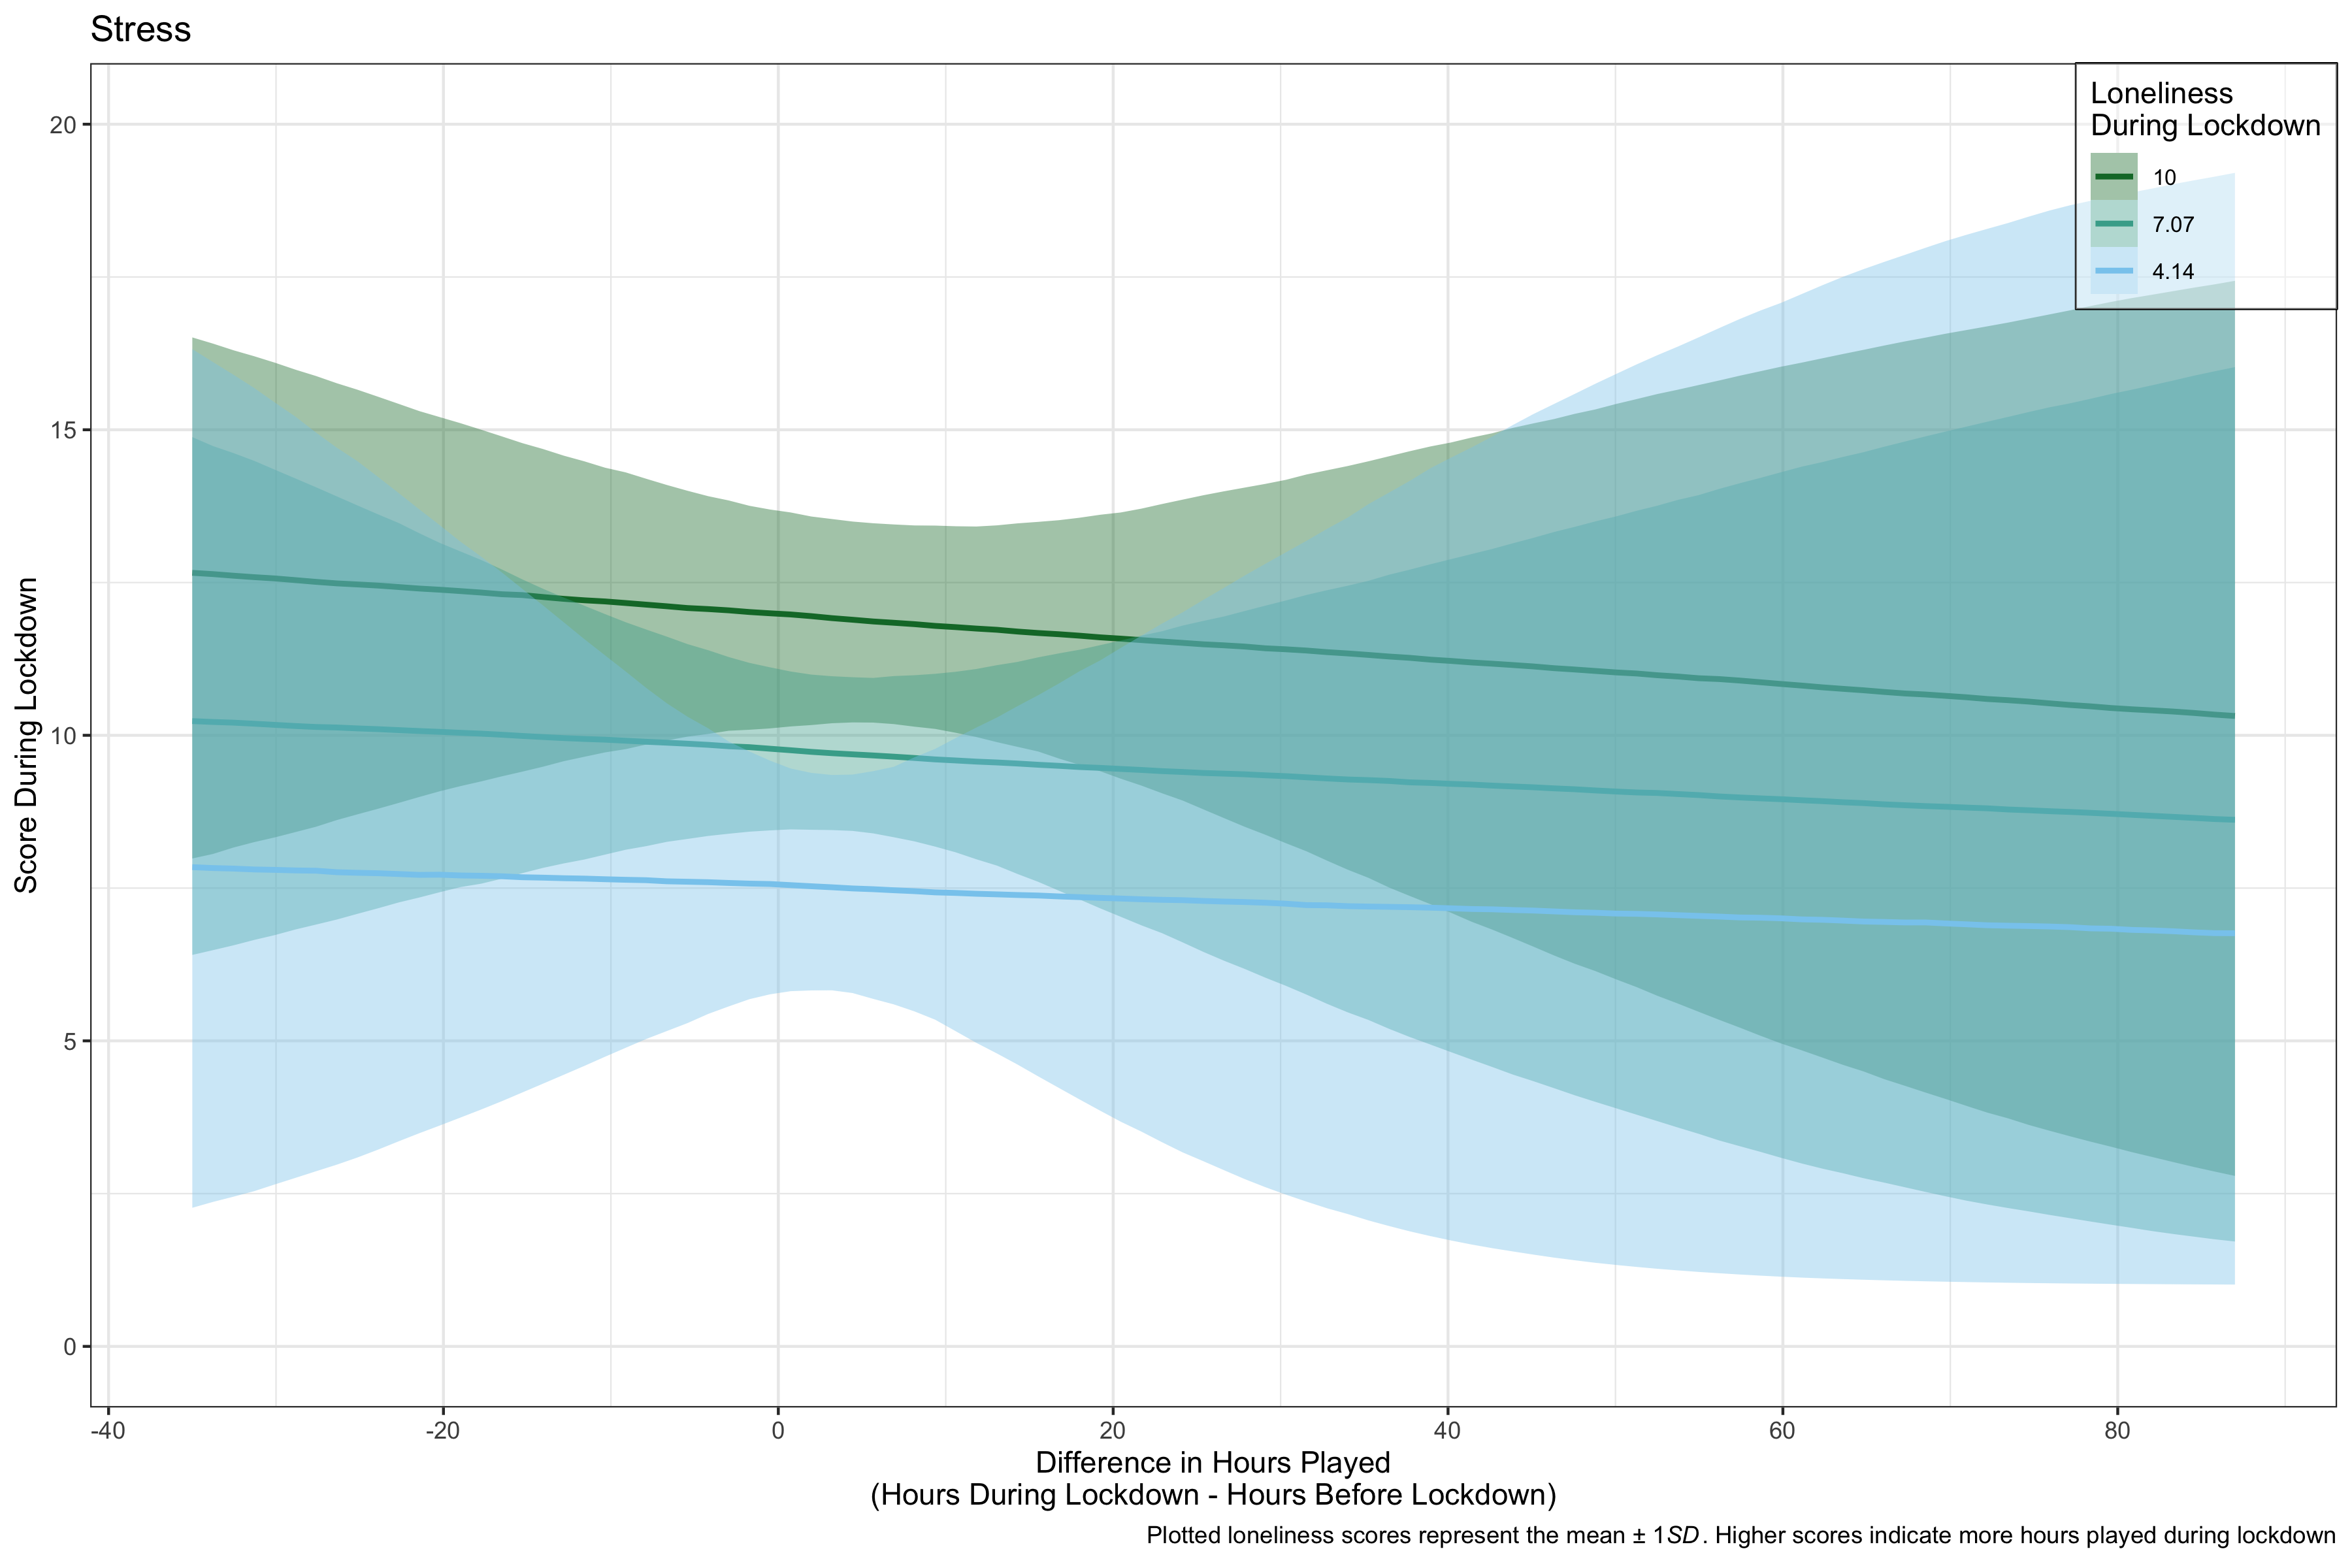 Stress
Loneliness
During Lockdown
10
7.07
4.14
Score During Lockdown
20
15
10
5
0
-40
-20
0
20
40
60
80
Difference in Hours Played
(Hours During Lockdown - Hours Before Lockdown)
Plotted loneliness scores represent the mean ± 1SD. Higher scores indicate more hours played during lockdown